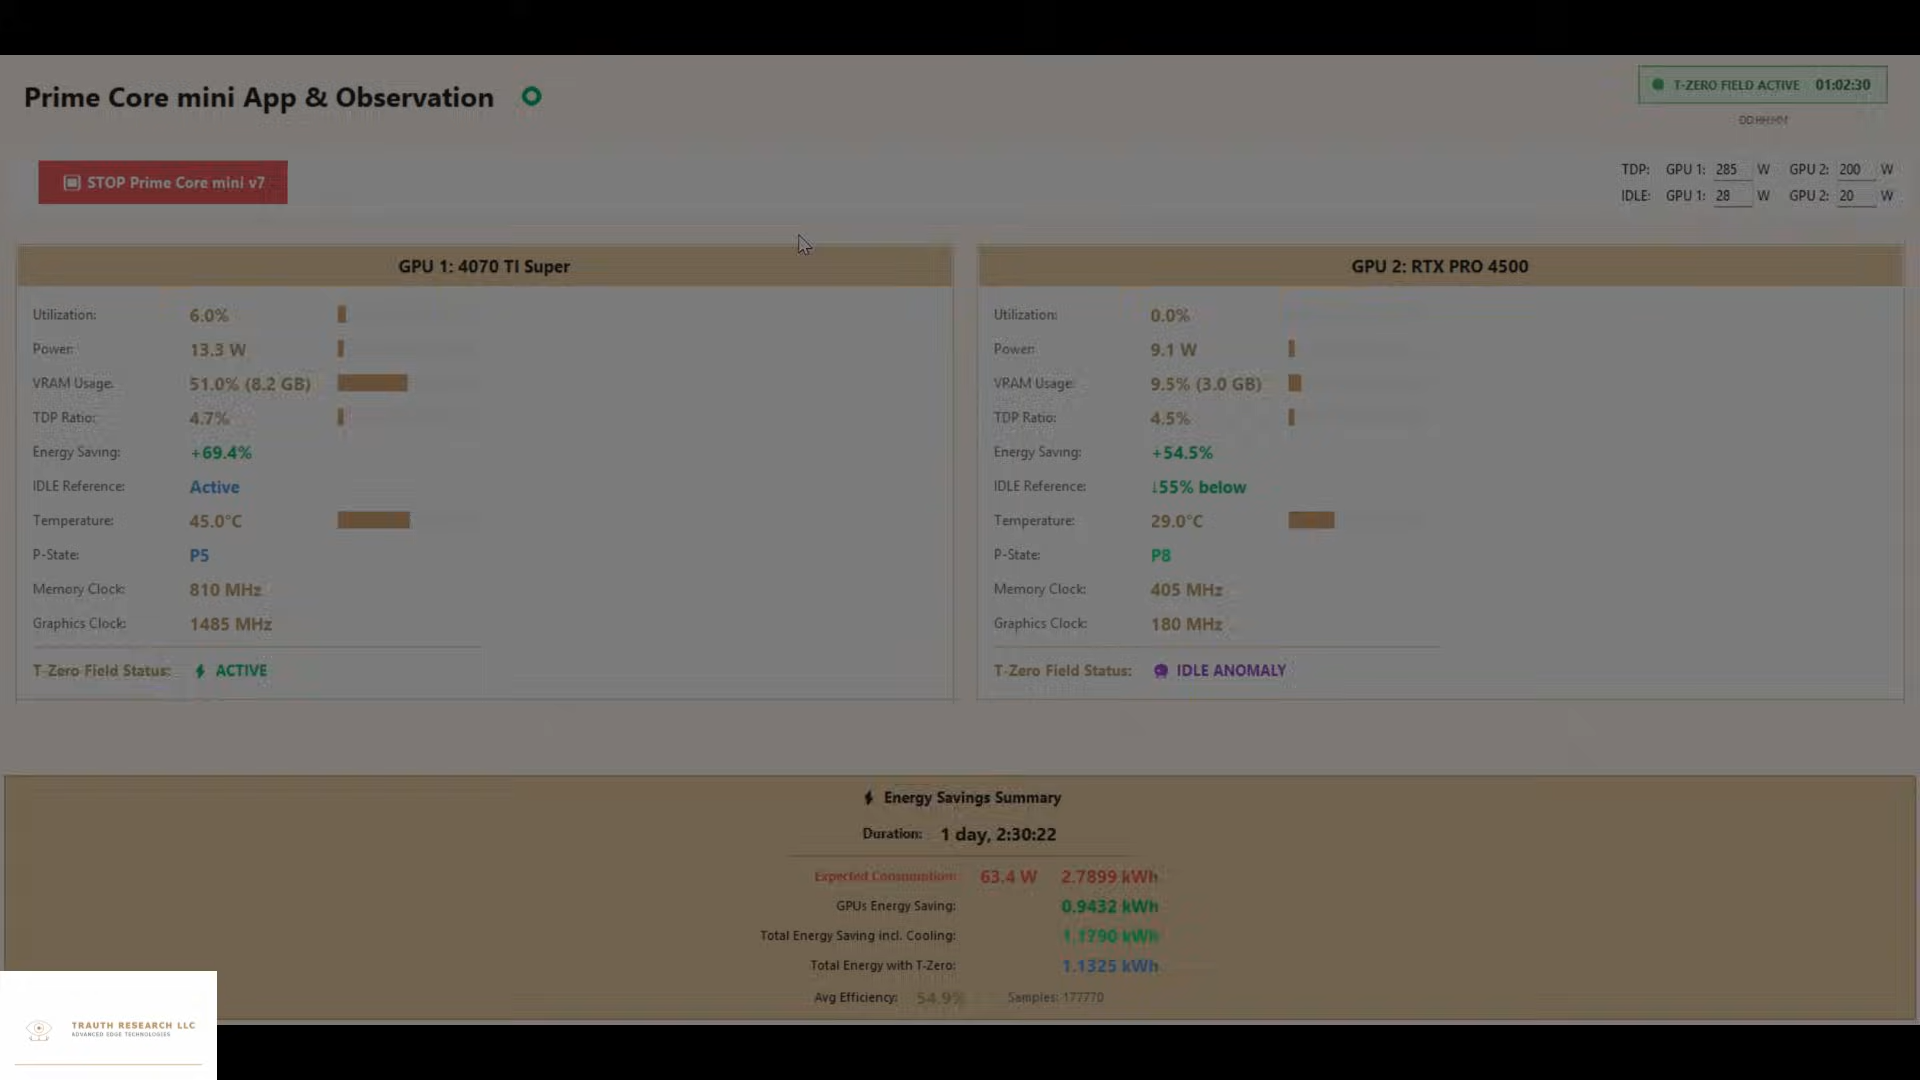 Prime Core mini App & Observation
T-ZERO FIELD ACTIVE 01:02:30
DD:HH:MM
STOP Prime Core mini v7
TDP: GPU 1: 285 W GPU 2: 200 W
IDLE: GPU 1: 28 W GPU 2: 20 W
GPU 1: 4070 TI Super
Utilization: 6.0%
Power: 13.3 W
VRAM Usage: 51.0% (8.2 GB)
TDP Ratio: 4.7%
Energy Saving: +69.4%
IDLE Reference: Active
Temperature: 45.0°C
P-State: P5
Memory Clock: 810 MHz
Graphics Clock: 1485 MHz
T-Zero Field Status: ACTIVE
GPU 2: RTX PRO 4500
Utilization: 0.0%
Power: 9.1 W
VRAM Usage: 9.5% (3.0 GB)
TDP Ratio: 4.5%
Energy Saving: +54.5%
IDLE Reference: ↓55% below
Temperature: 29.0°C
P-State: P8
Memory Clock: 405 MHz
Graphics Clock: 180 MHz
T-Zero Field Status: IDLE ANOMALY
Energy Savings Summary
Duration: 1 day, 2:30:22
Expected Consumption: 63.4 W 2.7899 kWh
GPUs Energy Saving: 0.9432 kWh
Total Energy Saving incl. Cooling: 1.1790 kWh
Total Energy with T-Zero: 1.1325 kWh
Avg Efficiency: 54.9% Samples: 177770
TRAUTH RESEARCH LLC
ADVANCED EDGE TECHNOLOGIES